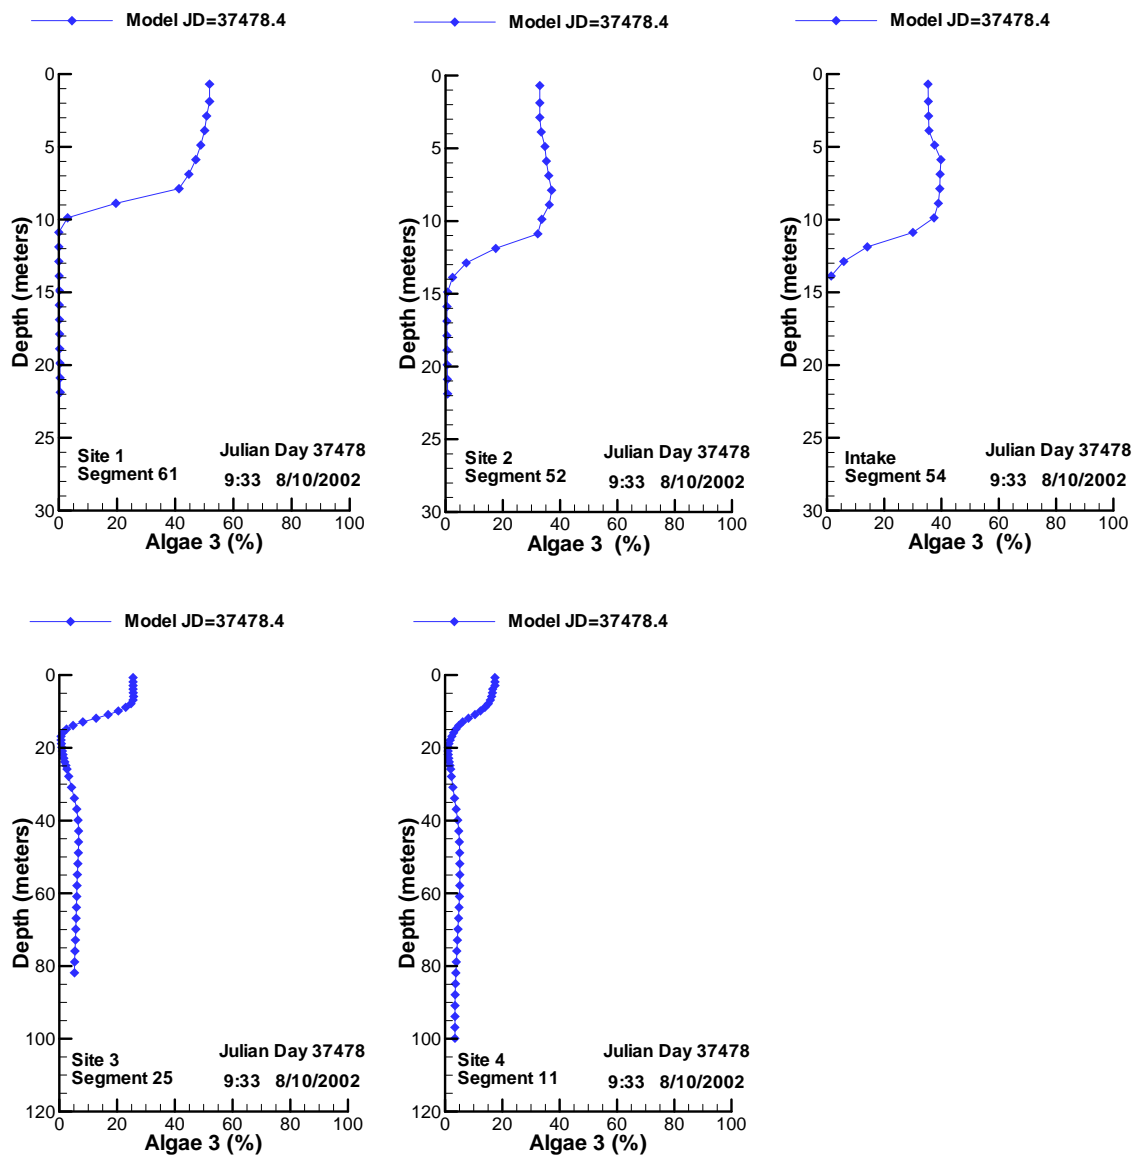 Model JD=37478.4
0
5
10
15
20
25
30
Depth (meters)
Site 1
Segment 61
Julian Day 37478
9:33 8/10/2002
0 20 40 60 80 100
Algae 3 (%)
Model JD=37478.4
0
5
10
15
20
25
30
Depth (meters)
Site 2
Segment 52
Julian Day 37478
9:33 8/10/2002
0 20 40 60 80 100
Algae 3 (%)
Model JD=37478.4
0
5
10
15
20
25
30
Depth (meters)
Intake
Segment 54
Julian Day 37478
9:33 8/10/2002
0 20 40 60 80 100
Algae 3 (%)
Model JD=37478.4
0
20
40
60
80
100
120
Depth (meters)
Site 3
Segment 25
Julian Day 37478
9:33 8/10/2002
0 20 40 60 80 100
Algae 3 (%)
Model JD=37478.4
0
20
40
60
80
100
120
Depth (meters)
Site 4
Segment 11
Julian Day 37478
9:33 8/10/2002
0 20 40 60 80 100
Algae 3 (%)